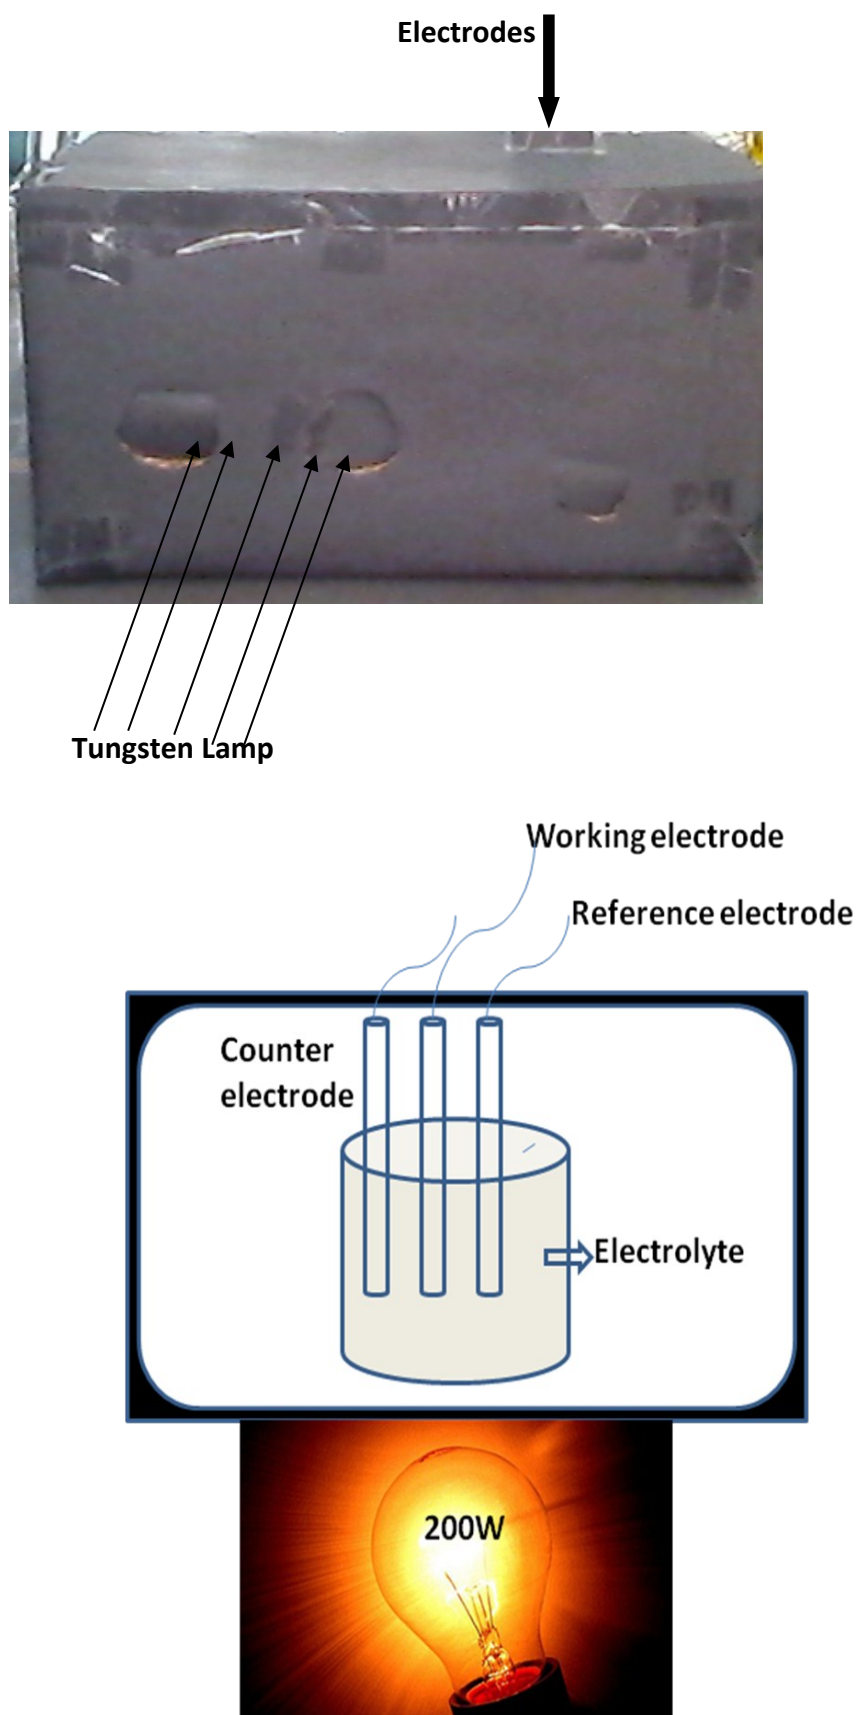 Electrodes
Tungsten Lamp
Working electrode
Reference electrode
Counter
electrode
Electrolyte
200W